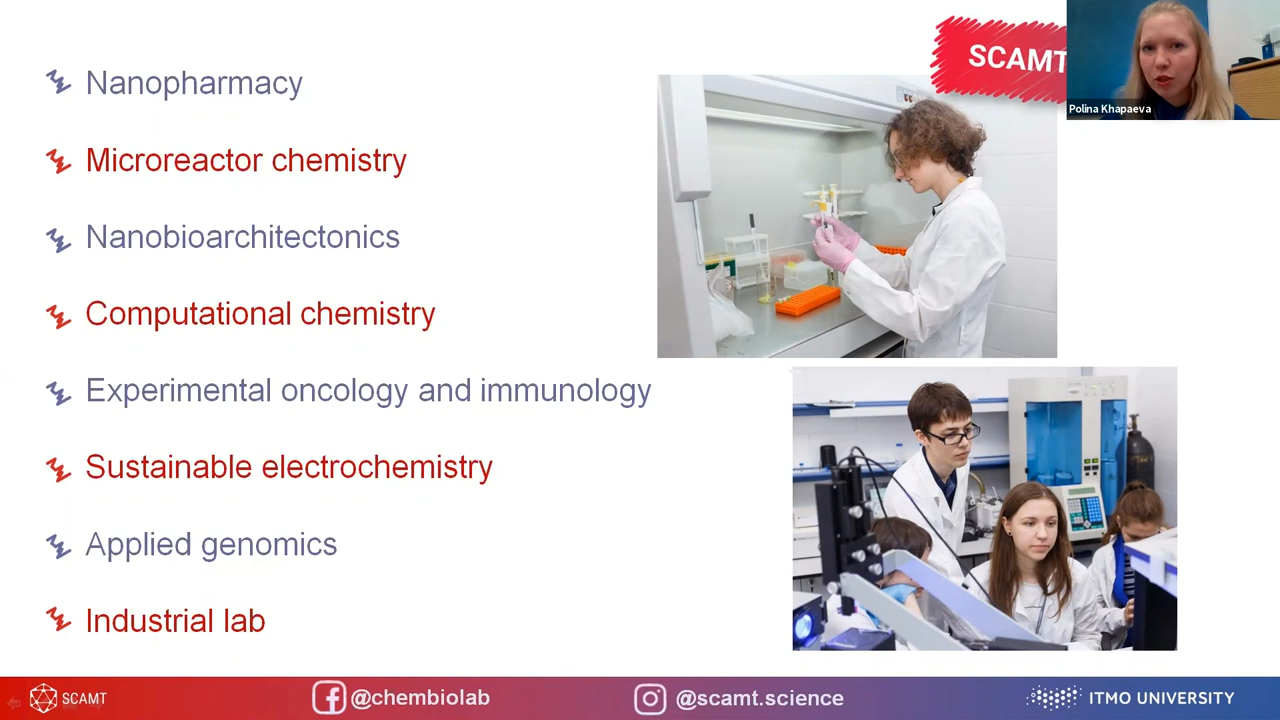 SCAMT
Polina Khapaeva
Nanopharmacy
Microreactor chemistry
Nanobioarchitectonics
Computational chemistry
Experimental oncology and immunology
Sustainable electrochemistry
Applied genomics
Industrial lab
SCAMT
@chembiolab
@scamt.science
ITMO UNIVERSITY